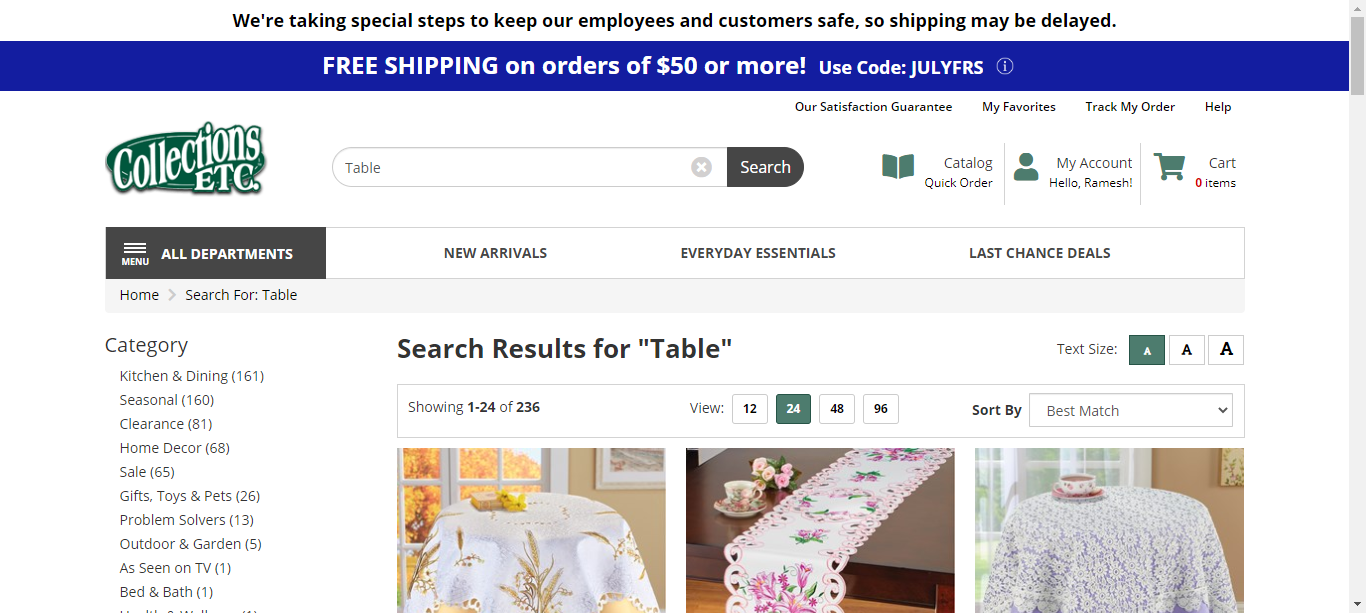 We're taking special steps to keep our employees and customers safe, so shipping may be delayed.
FREE SHIPPING on orders of $50 or more! Use Code: JULYFRS
Our Satisfaction Guarantee My Favorites Track My Order Help
Collections ETC.
Table
Search
Catalog
Quick Order
My Account
Hello, Ramesh!
Cart
0 items
MENU ALL DEPARTMENTS NEW ARRIVALS EVERYDAY ESSENTIALS LAST CHANCE DEALS
Home Search For: Table
Category
Kitchen & Dining (161)
Seasonal (160)
Clearance (81)
Home Decor (68)
Sale (65)
Gifts, Toys & Pets (26)
Problem Solvers (13)
Outdoor & Garden (5)
As Seen on TV (1)
Bed & Bath (1)
Search Results for "Table"
Text Size: A A A
Showing 1-24 of 236 View: 12 24 48 96 Sort By Best Match